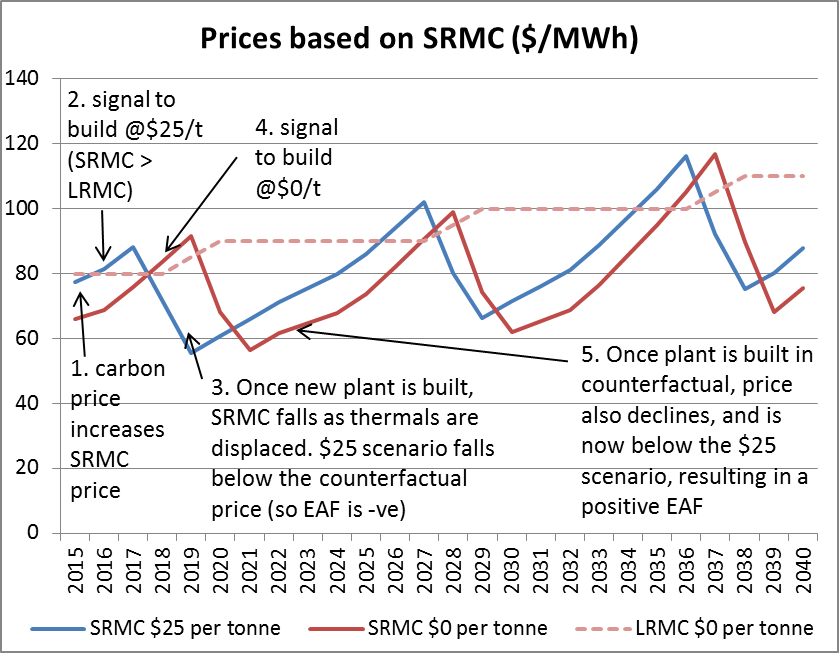 Prices based on SRMC ($/MWh)
140
120
100
80
60
40
20
0
2. signal to
build @$25/t
(SRMC >
LRMC)
4. signal
to build
@$0/t
1. carbon
price
increases
SRMC
price
3. Once new plant is built,
SRMC falls as thermals are
displaced. $25 scenario falls
below the counterfactual
price (so EAF is -ve)
5. Once plant is built in
counterfactual, price
also declines, and is
now below the $25
scenario, resulting in a
positive EAF
2015
2016
2017
2018
2019
2020
2021
2022
2023
2024
2025
2026
2027
2028
2029
2030
2031
2032
2033
2034
2035
2036
2037
2038
2039
2040
SRMC $25 per tonne
SRMC $0 per tonne
LRMC $0 per tonne